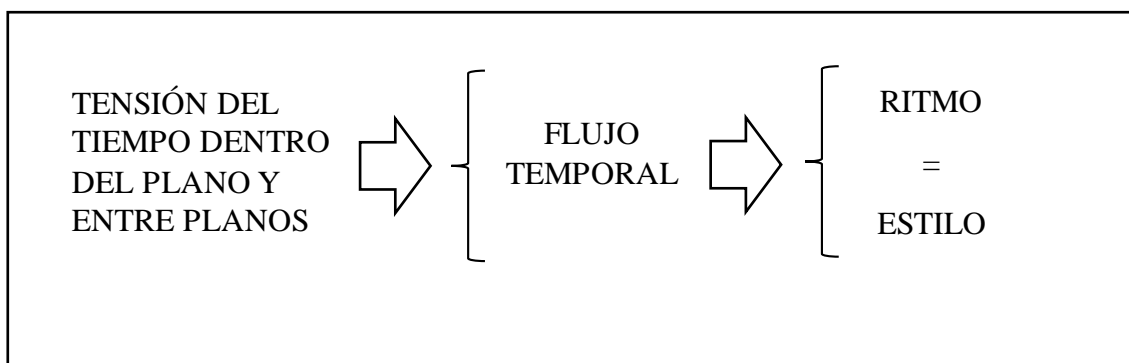 TENSIÓN DEL
TIEMPO DENTRO
DEL PLANO Y
ENTRE PLANOS
FLUJO
TEMPORAL
RITMO
=
ESTILO